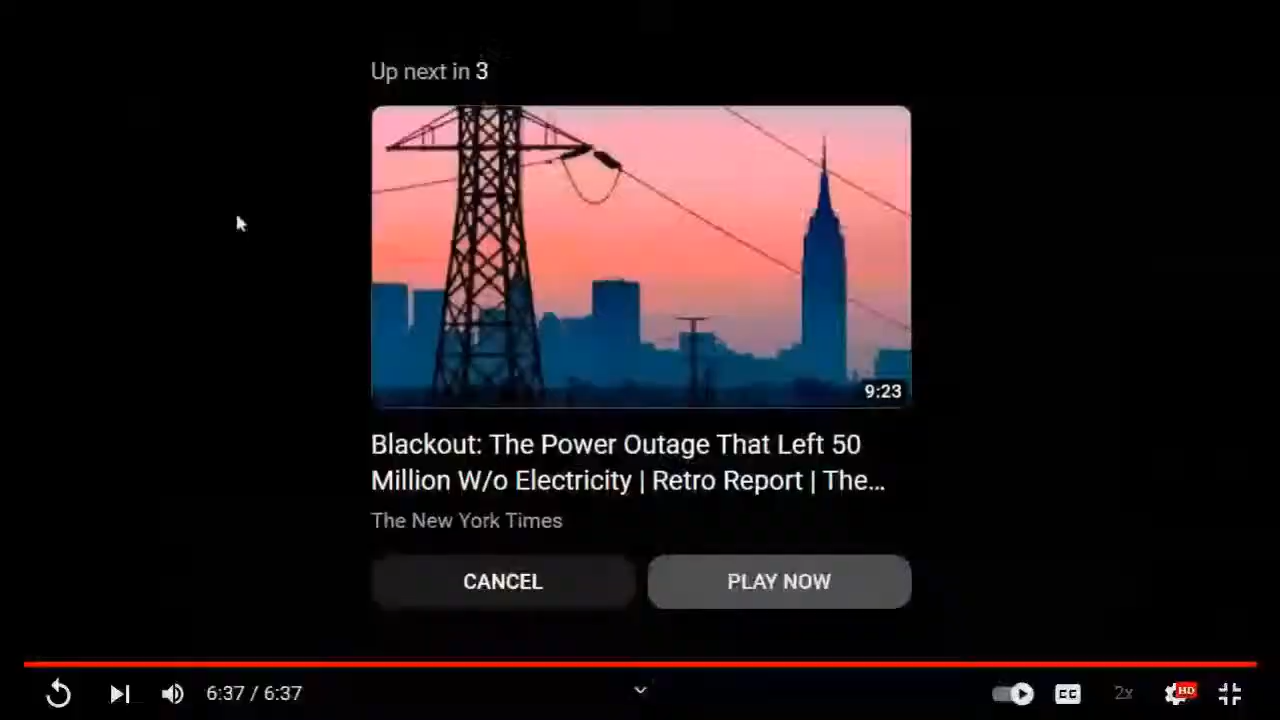 Up next in 3
9:23
Blackout: The Power Outage That Left 50
Million W/o Electricity | Retro Report | The...
The New York Times
CANCEL
PLAY NOW
6:37 / 6:37
CC
2x
HD